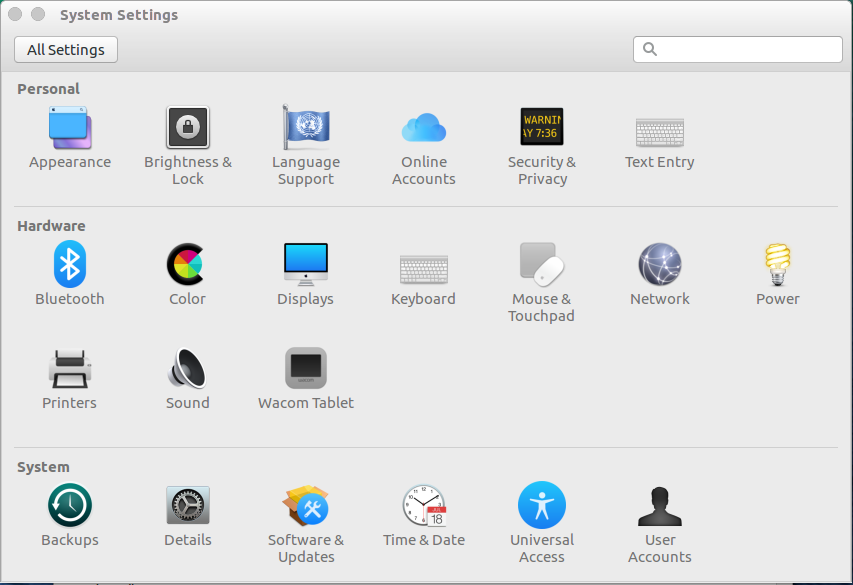 System Settings
All Settings
Personal
Appearance
Brightness &
Lock
Language
Support
Online
Accounts
WARNIN
AY 7:36
Security &
Privacy
Text Entry
Hardware
Bluetooth
Color
Displays
Keyboard
Mouse &
Touchpad
Network
Power
Printers
Sound
Wacom Tablet
System
Backups
Details
Software &
Updates
JUL
18
Time & Date
Universal
Access
User
Accounts